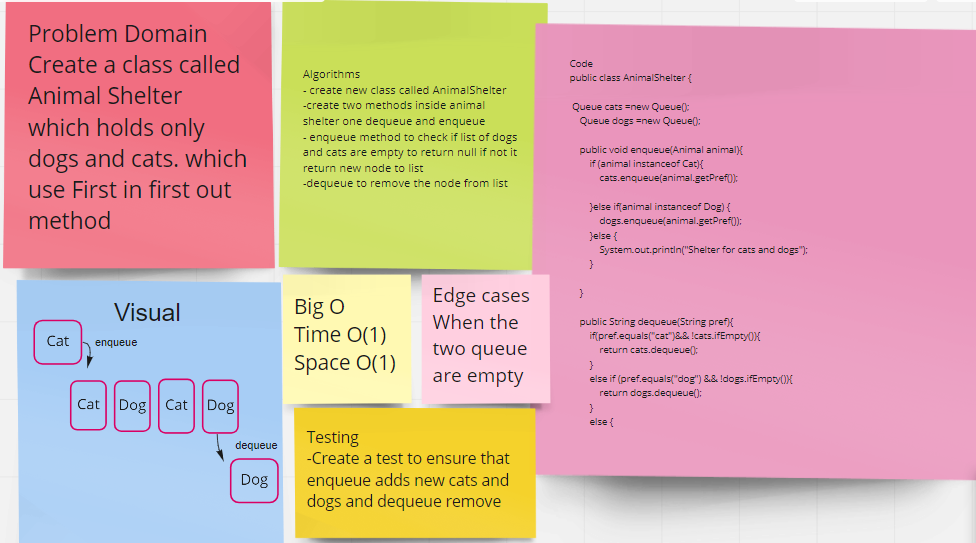 Problem Domain
Create a class called
Animal Shelter
which holds only
dogs and cats. which
use First in first out
method
Algorithms
- create new class called AnimalShelter
-create two methods inside animal
shelter one dequeue and enqueue
- enqueue method to check if list of dogs
and cats are empty to return null if not it
return new node to list
-dequeue to remove the node from list
Code
public class AnimalShelter {
Queue cats =new Queue();
Queue dogs =new Queue();
public void enqueue(Animal animal){
if (animal instanceof Cat){
cats.enqueue(animal.getPref());
}else if(animal instanceof Dog) {
dogs.enqueue(animal.getPref());
}else {
System.out.println("Shelter for cats and dogs");
}
}
public String dequeue(String pref){
if(pref.equals("cat")&& !cats.ifEmpty()){
return cats.dequeue();
}
else if (pref.equals("dog") && !dogs.ifEmpty()){
return dogs.dequeue();
}
else {
Visual
Cat
enqueue
Cat Dog Cat Dog
dequeue
Dog
Big O
Time O(1)
Space O(1)
Edge cases
When the
two queue
are empty
Testing
-Create a test to ensure that
enqueue adds new cats and
dogs and dequeue remove